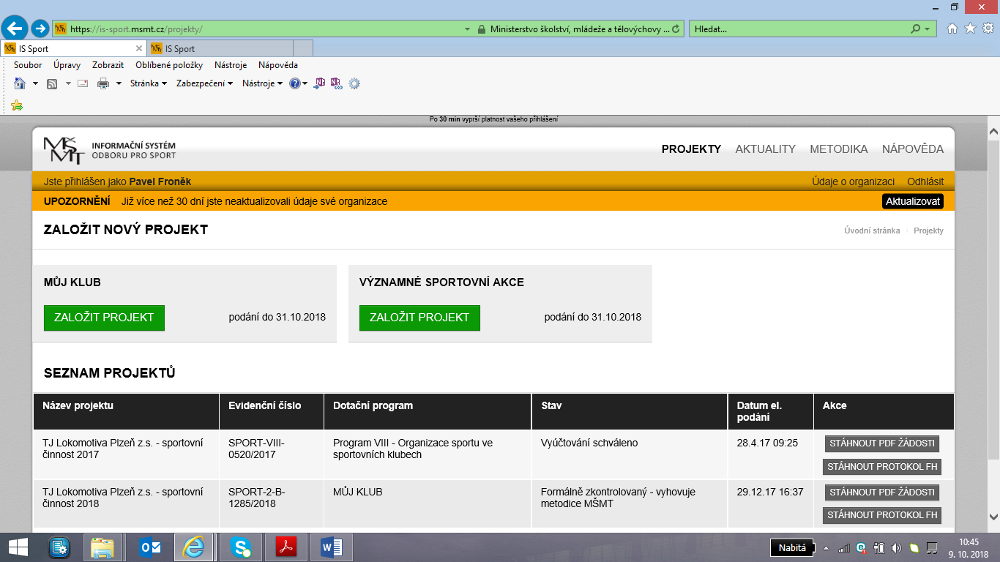 https://is-sport.msmt.cz/projekty/
Ministerstvo školství, mládeže a tělovýchovy ...
Hledat...
IS Sport
IS Sport
Soubor Úpravy Zobrazit Oblíbené položky Nástroje Nápověda
Stránka Zabezpečení Nástroje
Po 30 min vyprší platnost vašeho přihlášení
MŠMT INFORMAČNÍ SYSTÉM
ODBORU PRO SPORT
PROJEKTY AKTUALITY METODIKA NÁPOVĚDA
Jste přihlášen jako Pavel Froněk
Údaje o organizaci Odhlásit
UPOZORNĚNÍ Již více než 30 dní jste neaktualizovali údaje své organizace
Aktualizovat
ZALOŽIT NOVÝ PROJEKT
Úvodní stránka Projekty
MŮJ KLUB
ZALOŽIT PROJEKT podání do 31.10.2018
VÝZNAMNÉ SPORTOVNÍ AKCE
ZALOŽIT PROJEKT podání do 31.10.2018
SEZNAM PROJEKTŮ
Název projektu
Evidenční číslo
Dotační program
Stav
Datum el.
podání
Akce
TJ Lokomotiva Plzeň z.s. - sportovní
činnost 2017
SPORT-VIII-
0520/2017
Program VIII - Organizace sportu ve
sportovních klubech
Vyúčtování schváleno
28.4.17 09:25
STÁHNOUT PDF ŽÁDOSTI
STÁHNOUT PROTOKOL FH
TJ Lokomotiva Plzeň z.s. - sportovní
činnost 2018
SPORT-2-B-
1285/2018
MŮJ KLUB
Formálně zkontrolovaný - vyhovuje
metodice MŠMT
29.12.17 16:37
STÁHNOUT PDF ŽÁDOSTI
STÁHNOUT PROTOKOL FH
Nabitá
10:45
9. 10. 2018